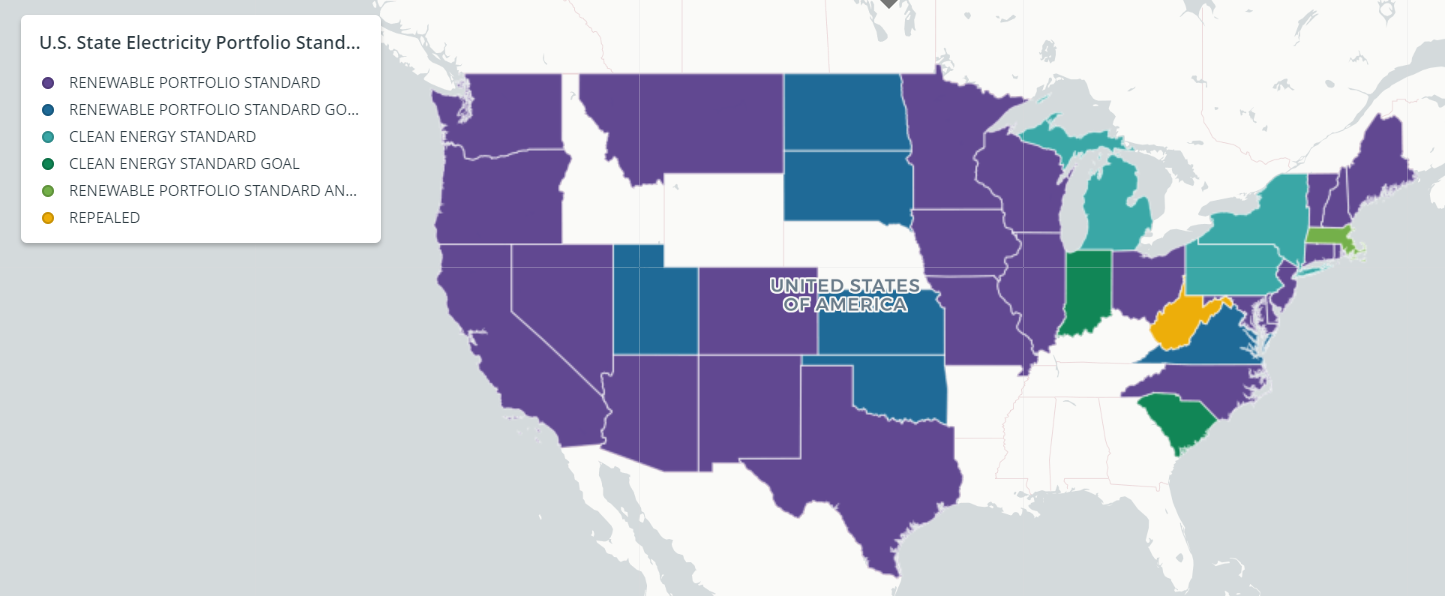 U.S. State Electricity Portfolio Stand...
RENEWABLE PORTFOLIO STANDARD
RENEWABLE PORTFOLIO STANDARD GO...
CLEAN ENERGY STANDARD
CLEAN ENERGY STANDARD GOAL
RENEWABLE PORTFOLIO STANDARD AN...
REPEALED
UNITED STATES
OF AMERICA